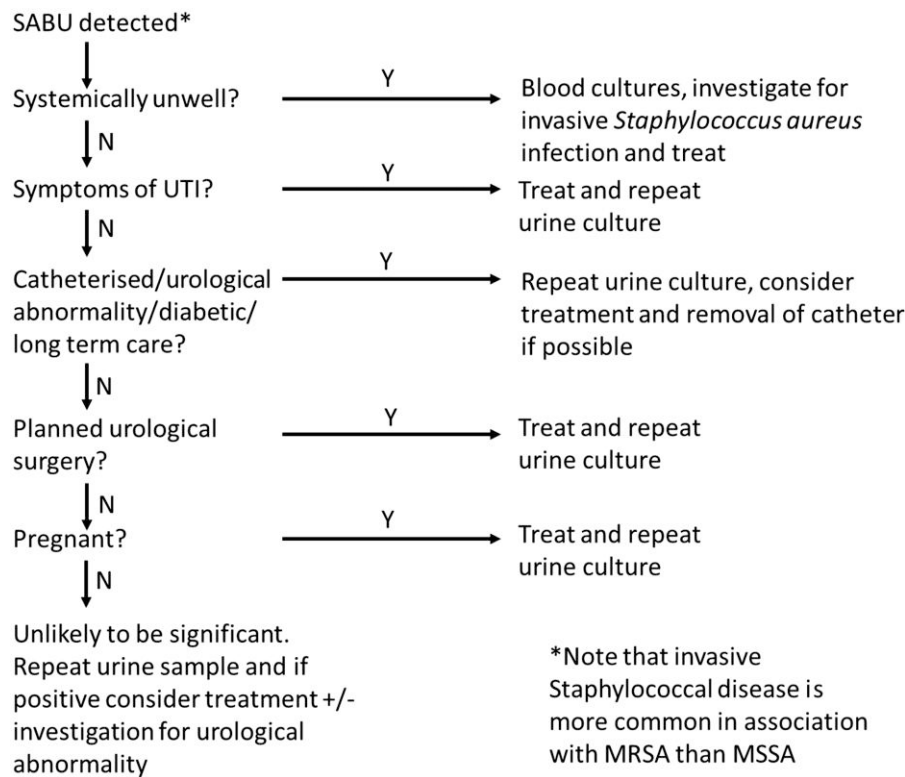 SABU detected*
Systemically unwell?
Y
Blood cultures, investigate for
invasive Staphylococcus aureus
infection and treat
N
Symptoms of UTI?
Y
Treat and repeat
urine culture
N
Catheterised/urological
abnormality/diabetic/
long term care?
Y
Repeat urine culture, consider
treatment and removal of catheter
if possible
N
Planned urological
surgery?
Y
Treat and repeat
urine culture
N
Pregnant?
Y
Treat and repeat
urine culture
N
Unlikely to be significant.
Repeat urine sample and if
positive consider treatment +/-
investigation for urological
abnormality
*Note that invasive
Staphylococcal disease is
more common in association
with MRSA than MSSA